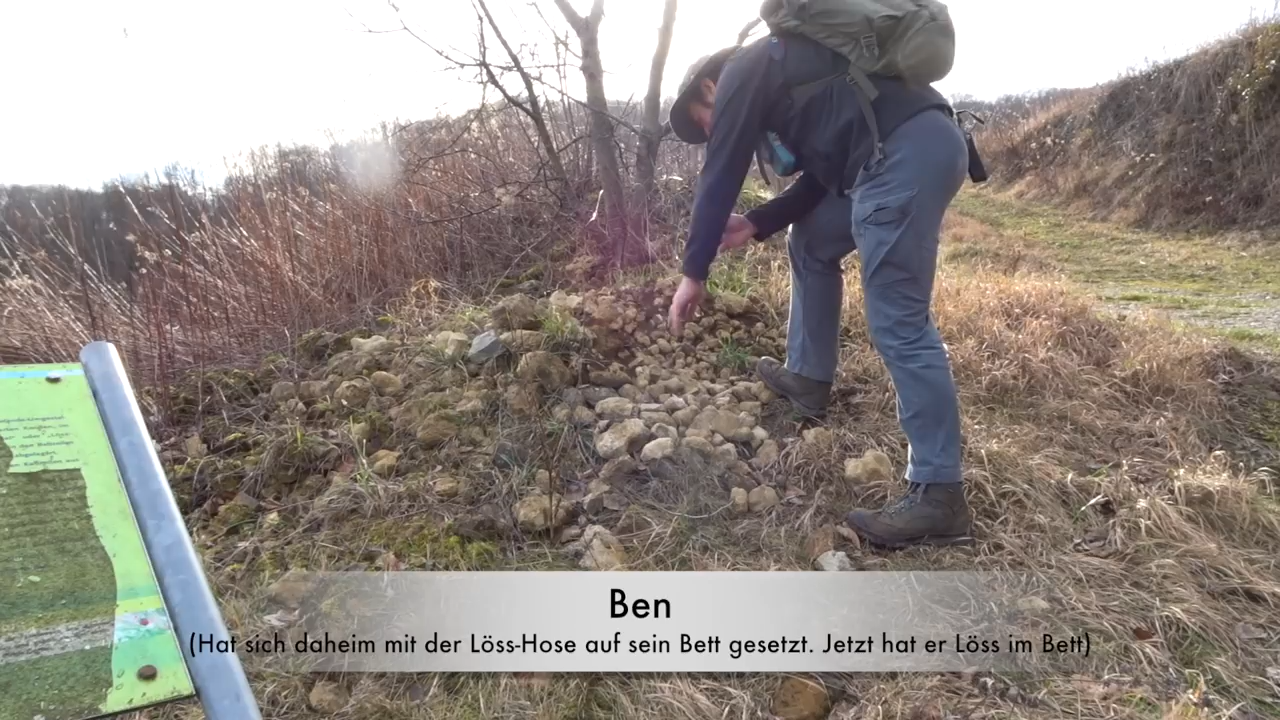 Ben
(Hat sich daheim mit der Löss-Hose auf sein Bett gesetzt. Jetzt hat er Löss im Bett)